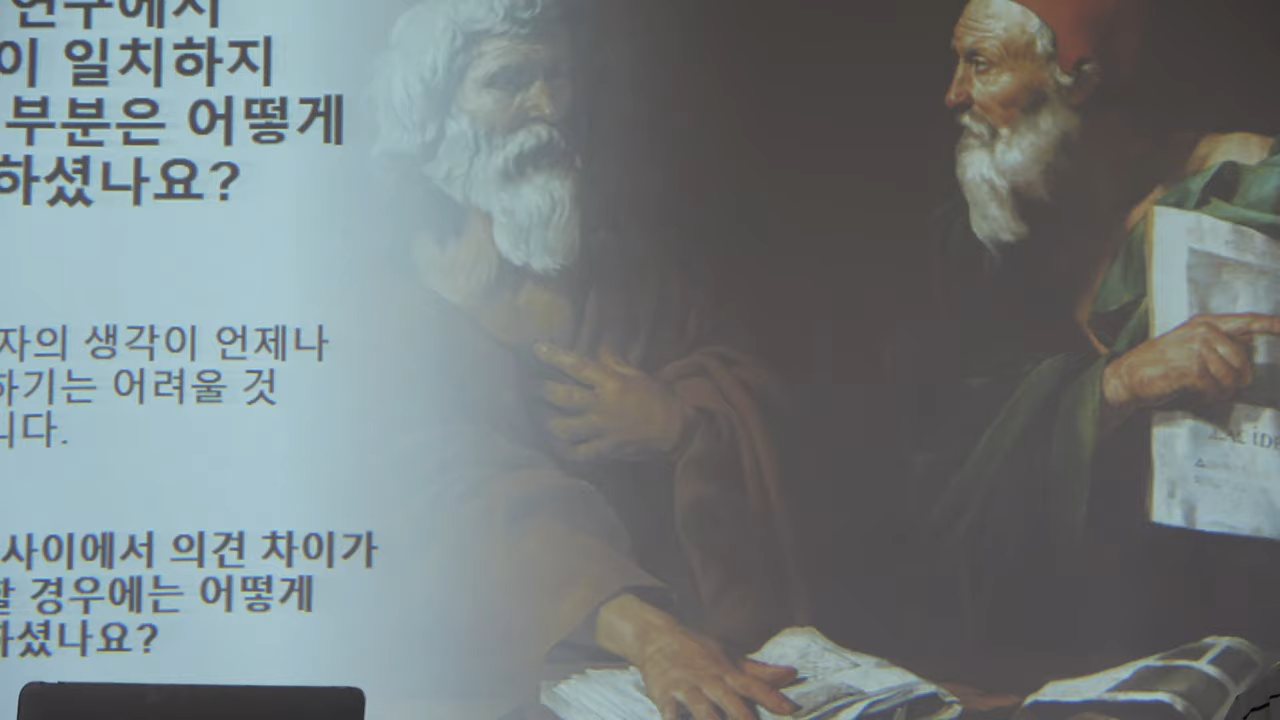 연구에서
이 일치하지
부분은 어떻게
하셨나요?
자의 생각이 언제나
하기는 어려울 것
니다.
사이에서 의견 차이가
할 경우에는 어떻게
하셨나요?